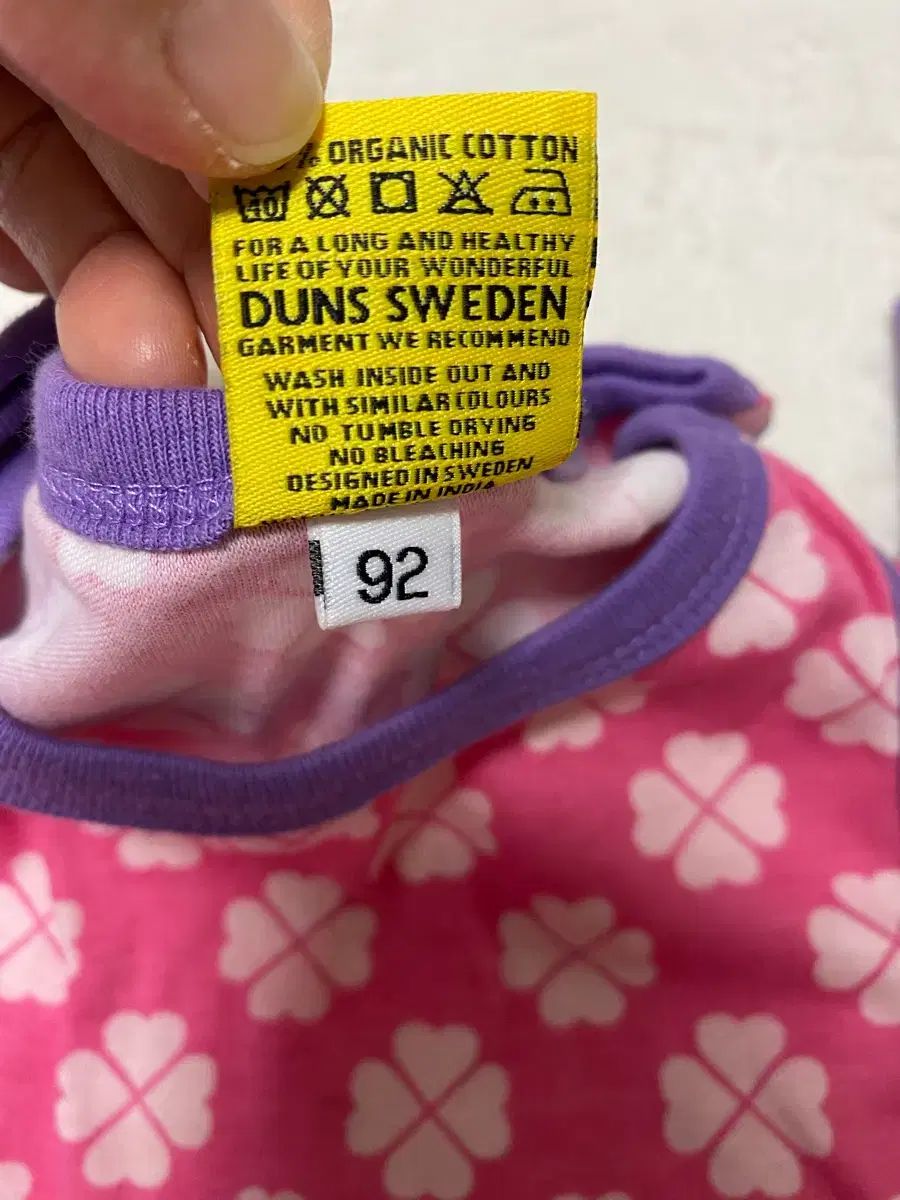 % ORGANIC COTTON
40
FOR A LONG AND HEALTHY
LIFE OF YOUR WONDERFUL
DUNS SWEDEN
GARMENT WE RECOMMEND
WASH INSIDE OUT AND
WITH SIMILAR COLOURS
NO TUMBLE DRYING
NO BLEACHING
DESIGNED IN SWEDEN
MADE IN INDIA
92